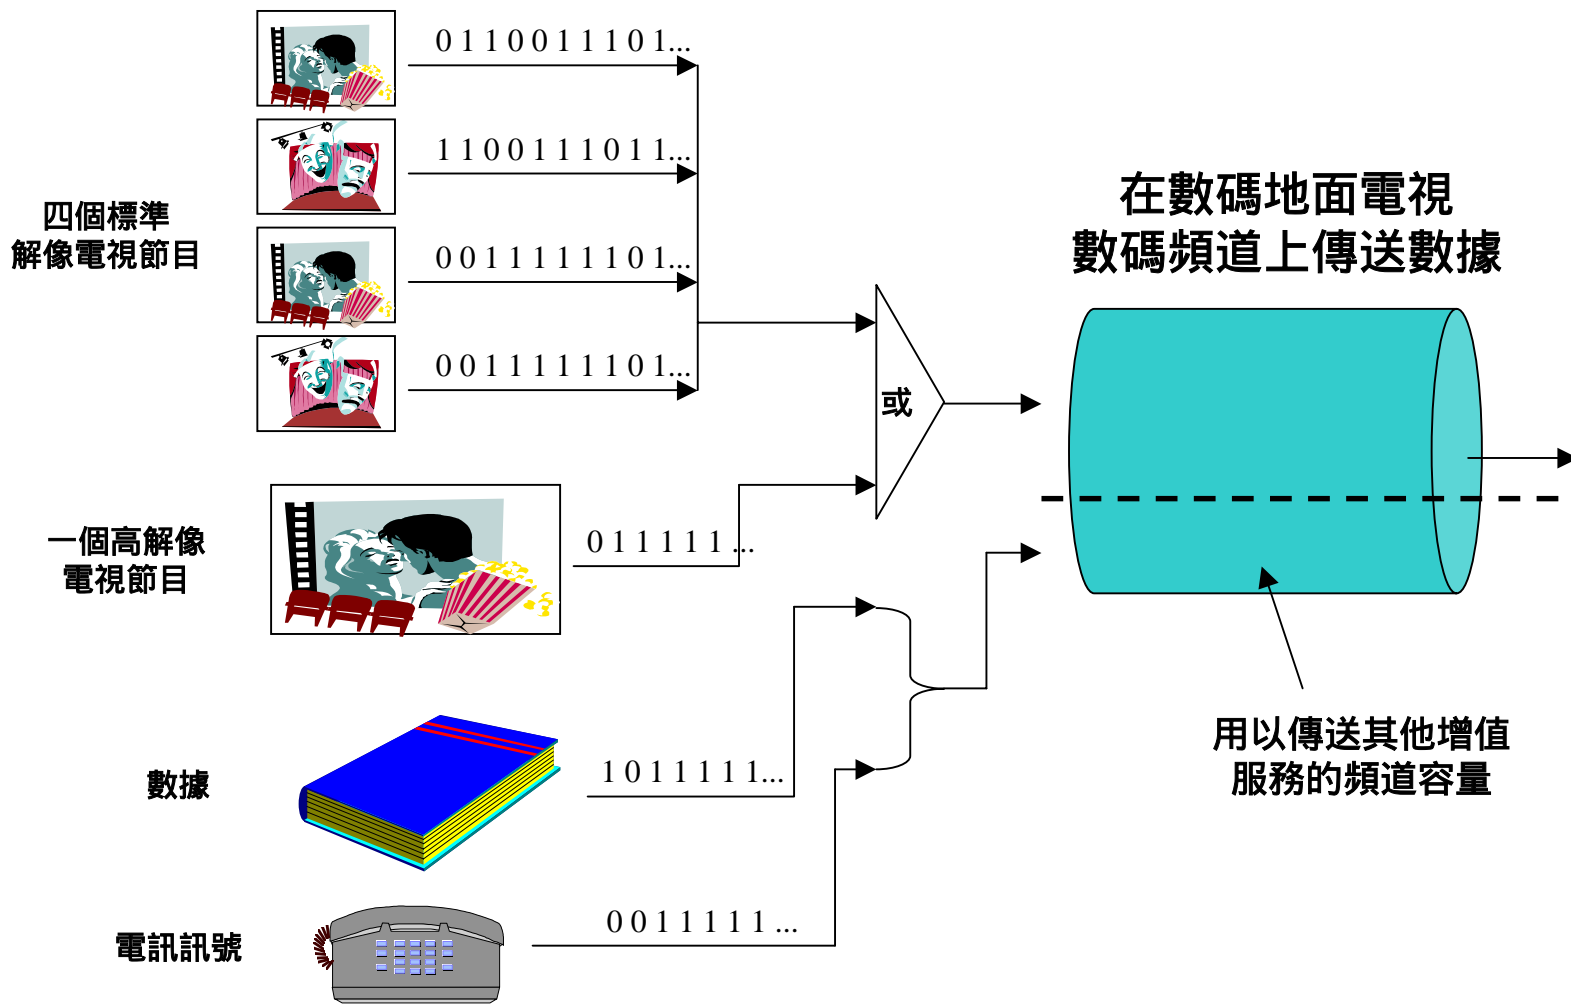 0 1 1 0 0 1 1 1 0 1...
1 1 0 0 1 1 1 0 1 1...
四個標準
解像電視節目
0 0 1 1 1 1 1 1 0 1...
0 0 1 1 1 1 1 1 0 1...
一個高解像
電視節目
0 1 1 1 1 1 ...
數據
1 0 1 1 1 1 1...
電訊訊號
0 0 1 1 1 1 1 ...
或
在數碼地面電視
數碼頻道上傳送數據
用以傳送其他增值
服務的頻道容量